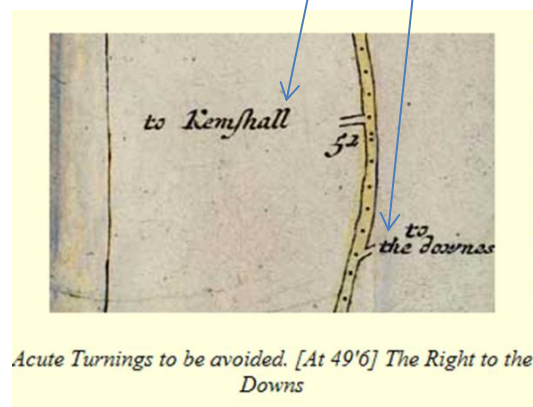 to Kemſhall
52
to
the downes
Acute Turnings to be avoided. [At 49'6] The Right to the
Downs